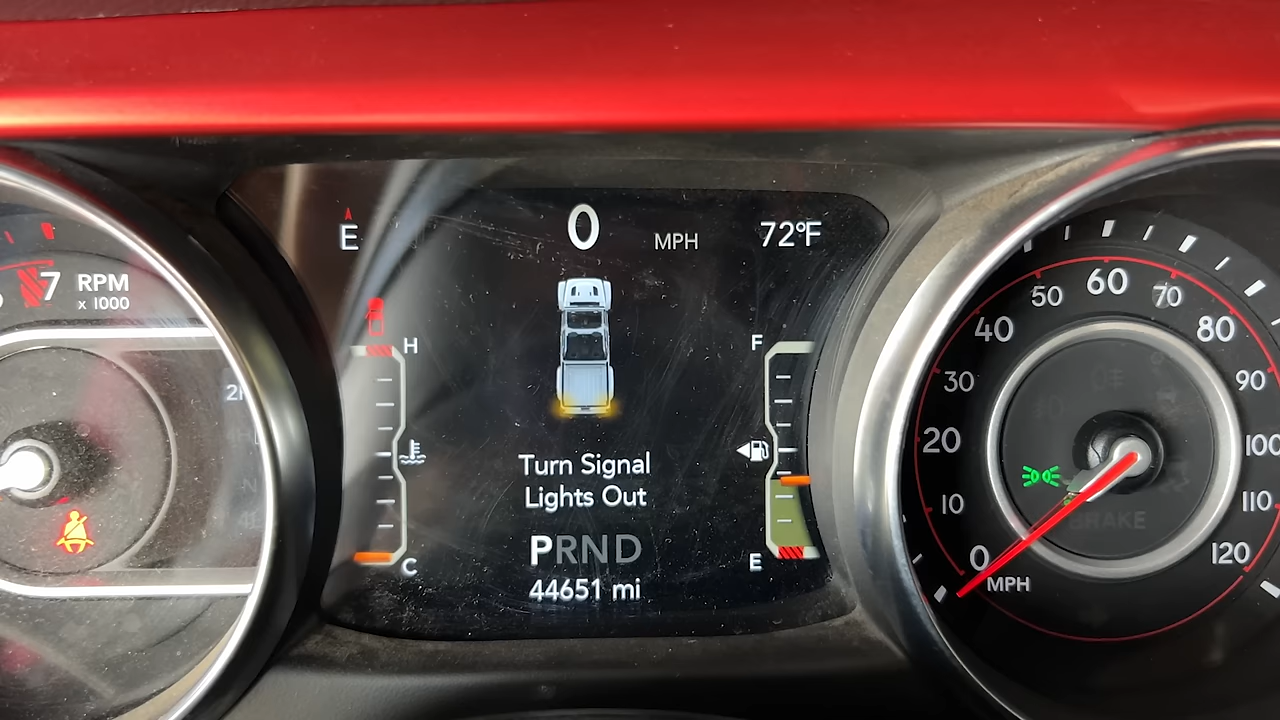 7 RPM
x 1000
E
0 MPH
72°F
H
C
Turn Signal
Lights Out
PRND
44651 mi
F
E
0
10
20
30
40
50
60
70
80
90
100
110
120
MPH
BRAKE